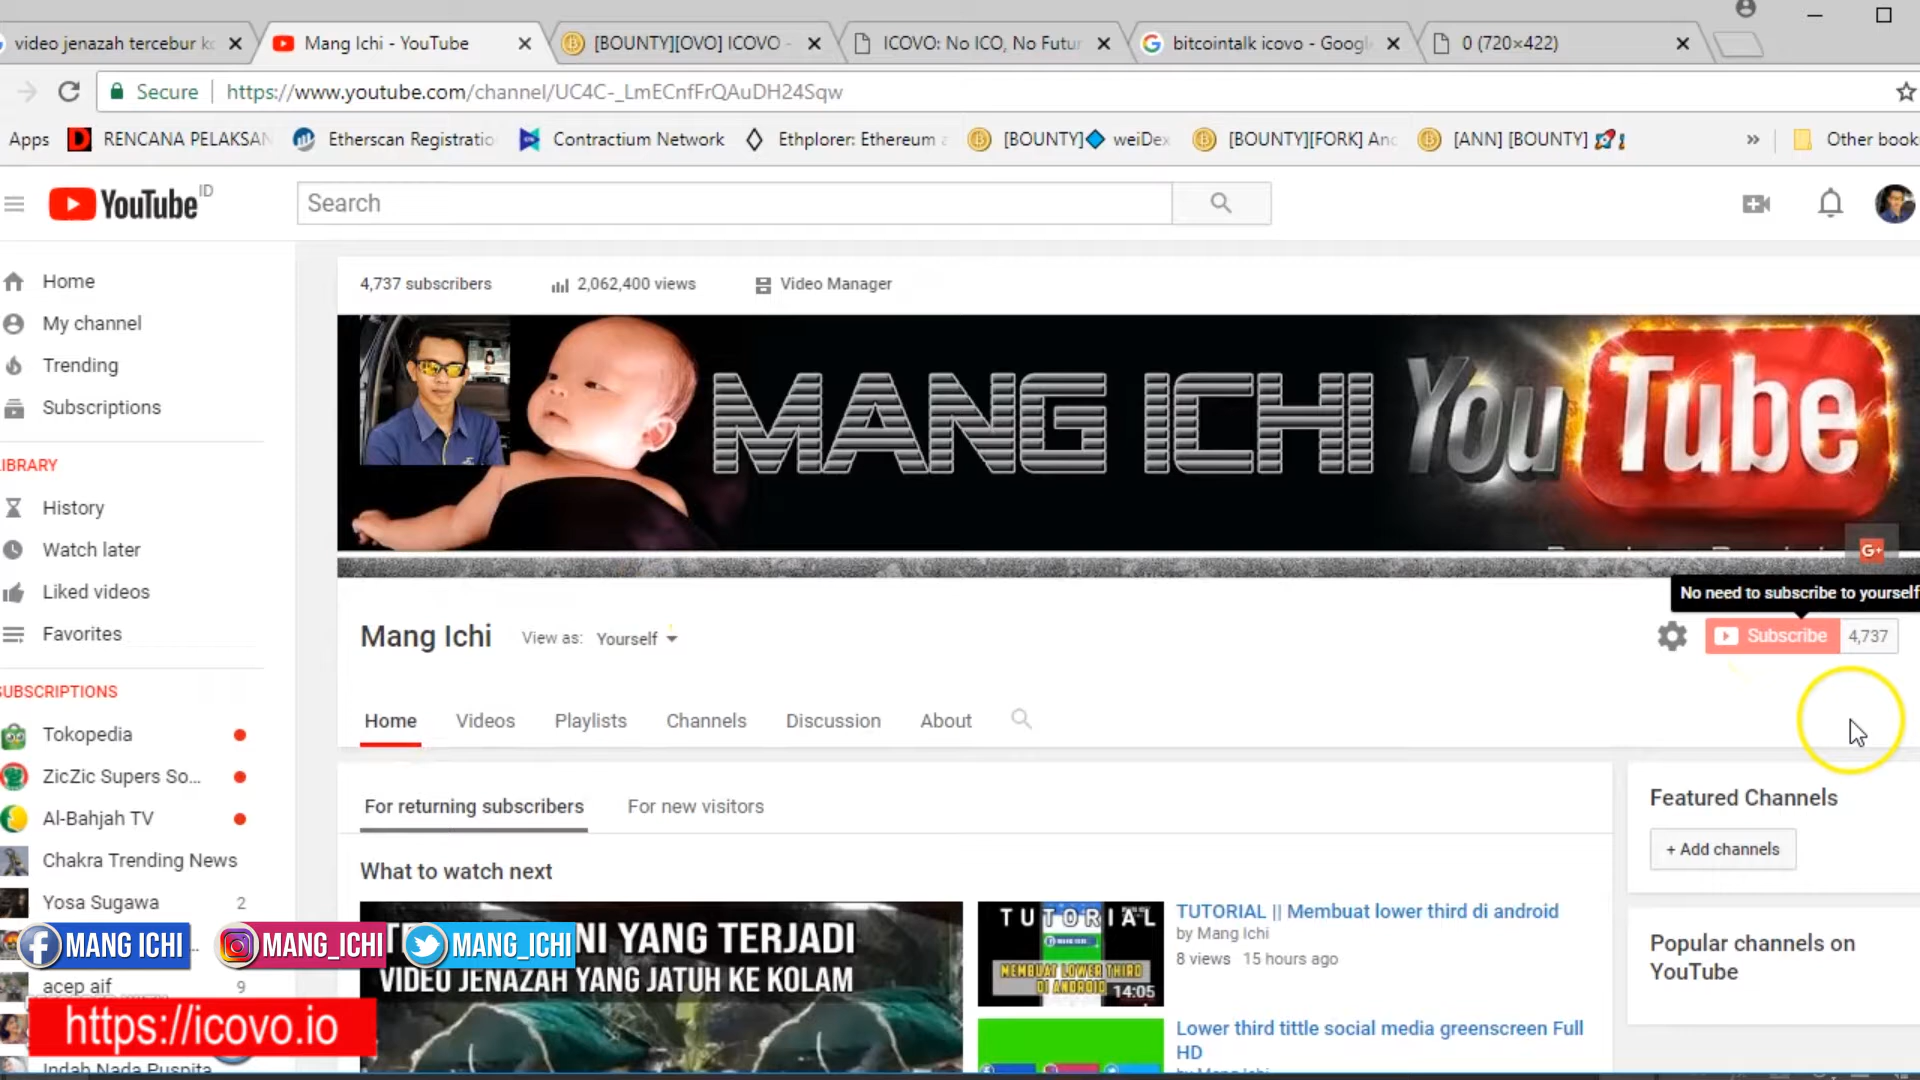 video jenazah tercebur ko
Mang Ichi - YouTube
[BOUNTY][OVO] ICOVO -
ICOVO: No ICO, No Futur
bitcointalk icovo - Googl
0 (720×422)
Secure
https://www.youtube.com/channel/UC4C-_LmECnfFrQAuDH24Sqw
Apps
RENCANA PELAKSAN
Etherscan Registratio
Contractium Network
Ethplorer: Ethereum a
[BOUNTY] weiDex
[BOUNTY][FORK] And
[ANN] [BOUNTY]
»
Other book
YouTube ID
Search
4,737 subscribers
2,062,400 views
Video Manager
Home
My channel
Trending
Subscriptions
IBRARY
History
Watch later
Liked videos
Favorites
UBSCRIPTIONS
Tokopedia
ZicZic Supers So...
Al-Bahjah TV
Chakra Trending News
Yosa Sugawa 2
acep aif 9
Indah Nada Puspita
MANG ICHI
YouTube
G+
No need to subscribe to yourself
Mang Ichi
View as: Yourself
Subscribe 4,737
Home
Videos
Playlists
Channels
Discussion
About
For returning subscribers
For new visitors
What to watch next
NI YANG TERJADI
VIDEO JENAZAH YANG JATUH KE KOLAM
TUTORIAL
MEMBUAT LOWER THIRD
DI ANDROID
14:05
TUTORIAL || Membuat lower third di android
by Mang Ichi
8 views 15 hours ago
Lower third tittle social media greenscreen Full
HD
by Mang Ichi
Featured Channels
+ Add channels
Popular channels on
YouTube
MANG ICHI
MANG_ICHI
MANG_ICHI
https://icovo.io